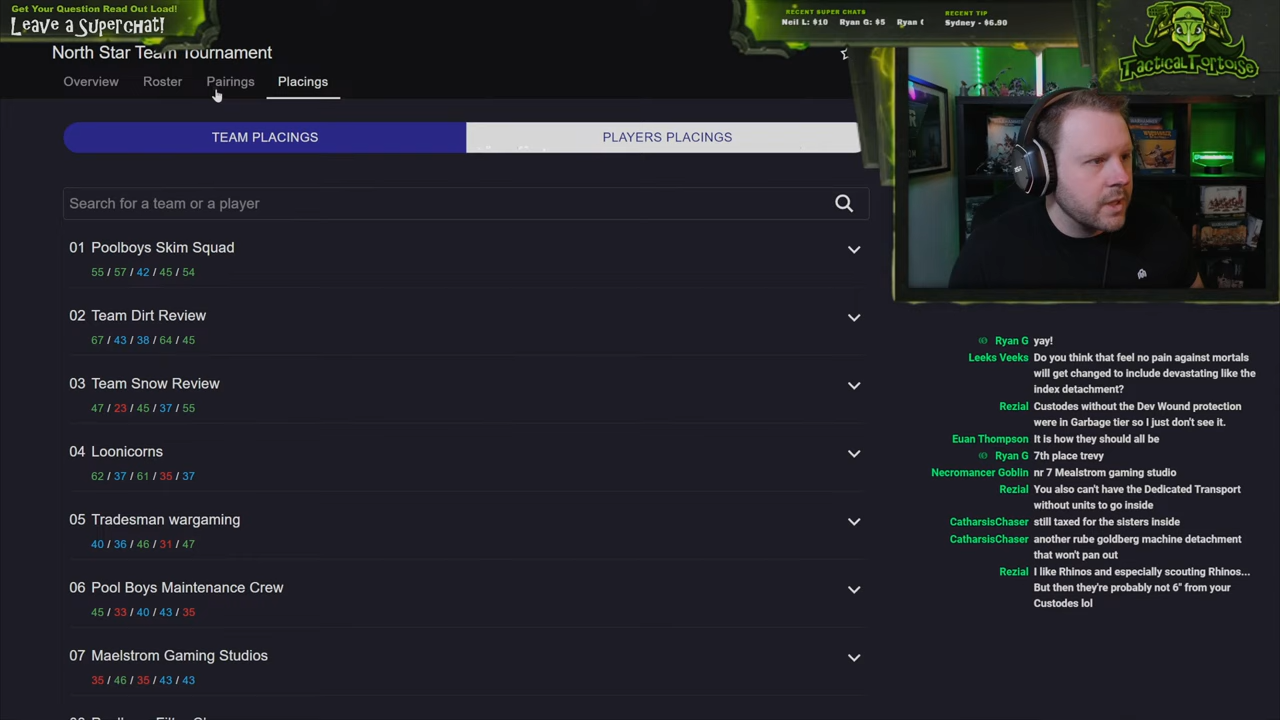 Get Your Question Read Out Load!
Leave a Superchat!
RECENT SUPER CHATS
Neil L: $10 Ryan G: $5 Ryan
RECENT TIP
Sydney - $6.90
TacticalTortoise
North Star Team Tournament
Overview Roster Pairings Placings
TEAM PLACINGS PLAYERS PLACINGS
Search for a team or a player
01 Poolboys Skim Squad
55 / 57 / 42 / 45 / 54
02 Team Dirt Review
67 / 43 / 38 / 64 / 45
03 Team Snow Review
47 / 23 / 45 / 37 / 55
04 Loonicorns
62 / 37 / 61 / 35 / 37
05 Tradesman wargaming
40 / 36 / 46 / 31 / 47
06 Pool Boys Maintenance Crew
45 / 33 / 40 / 43 / 35
07 Maelstrom Gaming Studios
35 / 46 / 35 / 43 / 43
Ryan G yay!
Leeks Veeks Do you think that feel no pain against mortals
will get changed to include devastating like the
index detachment?
Rezial Custodes without the Dev Wound protection
were in Garbage tier so I just don't see it.
Euan Thompson It is how they should all be
Ryan G 7th place trevy
Necromancer Goblin nr 7 Mealstrom gaming studio
Rezial You also can't have the Dedicated Transport
without units to go inside
CatharsisChaser still taxed for the sisters inside
CatharsisChaser another rube goldberg machine detachment
that won't pan out
Rezial I like Rhinos and especially scouting Rhinos...
But then they're probably not 6" from your
Custodes lol